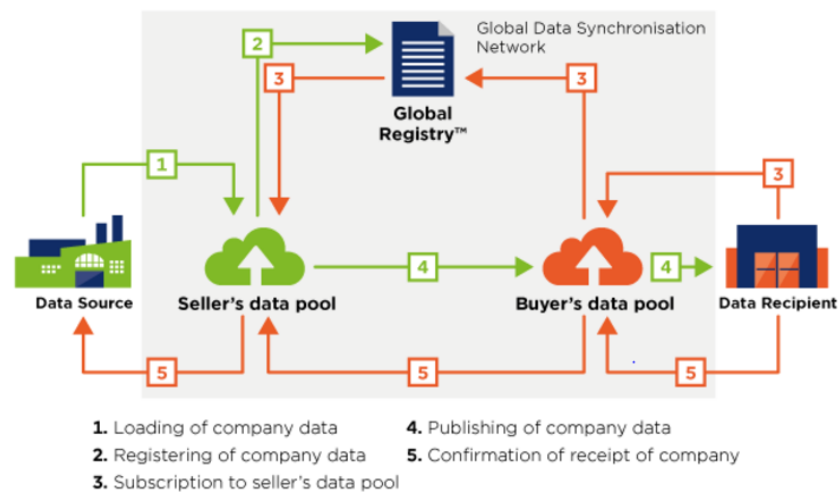 Global Data Synchronisation
Network
2
3
3
Global
Registry™
1
3
4
4
Data Source
Seller's data pool
Buyer's data pool
Data Recipient
5
5
5
1. Loading of company data
2. Registering of company data
3. Subscription to seller's data pool
4. Publishing of company data
5. Confirmation of receipt of company